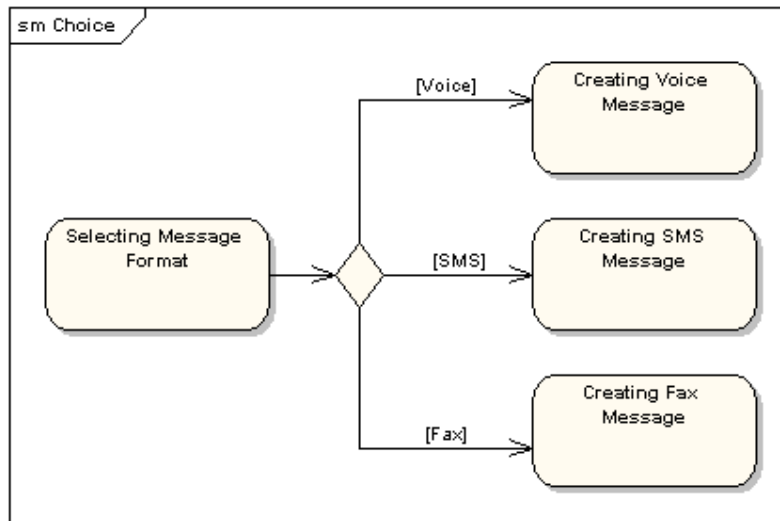 sm Choice
[Voice]
Creating Voice
Message
Selecting Message
Format
[SMS]
Creating SMS
Message
[Fax]
Creating Fax
Message